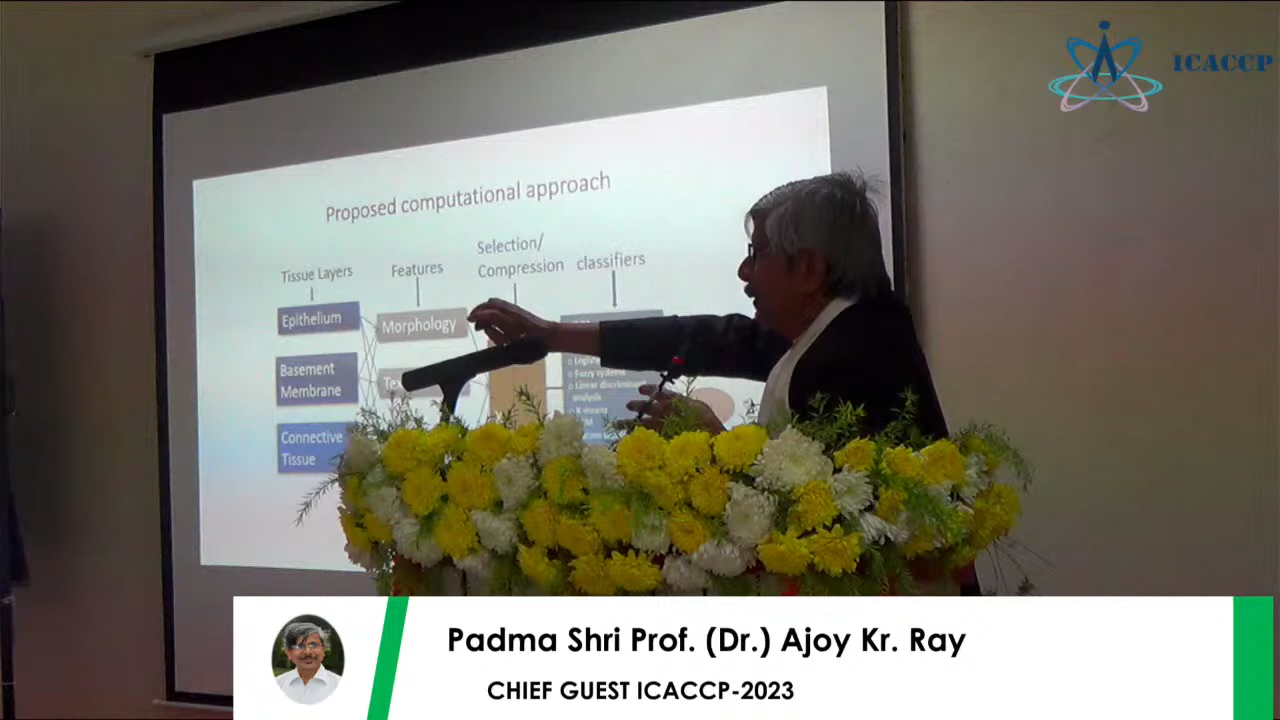 ICACCP
Proposed computational approach
Tissue Layers
Features
Selection/
Compression
classifiers
Epithelium
Morphology
Basement
Membrane
Connective
Tissue
o Fuzzy systems
o Linear
analysis
Padma Shri Prof. (Dr.) Ajoy Kr. Ray
CHIEF GUEST ICACCP-2023